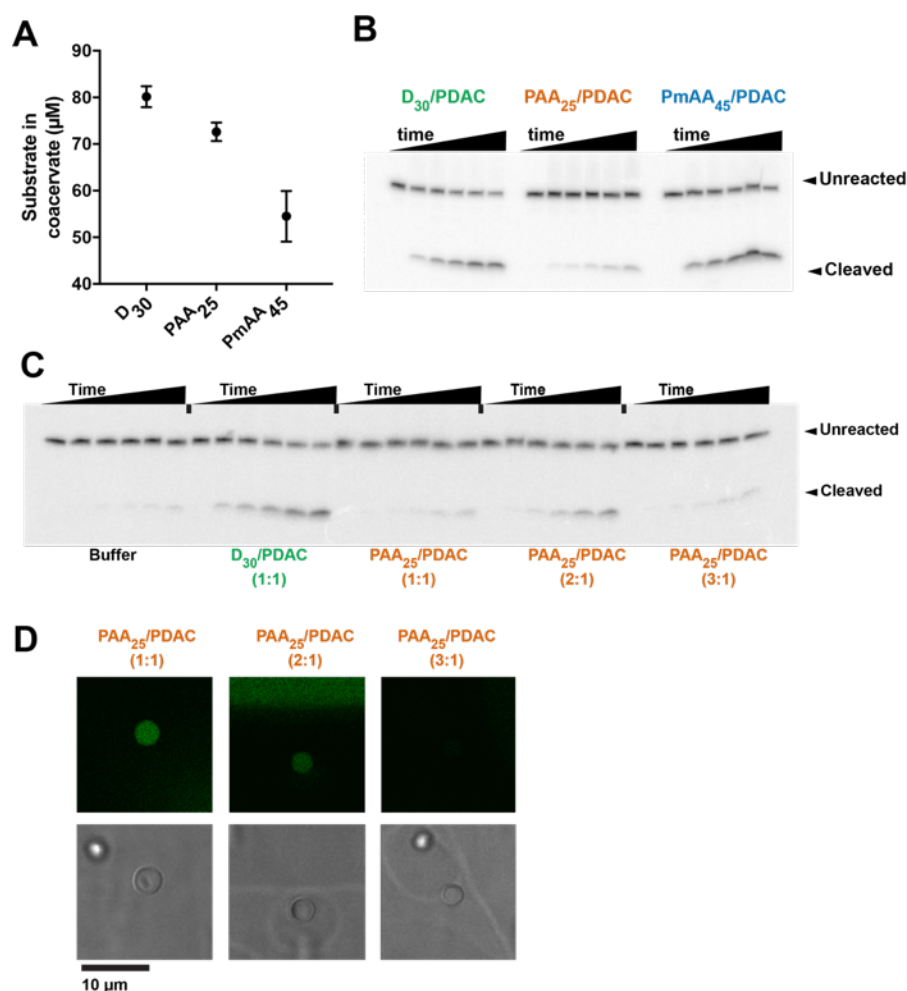 A
Substrate in
coacervate (μM)
90
80
70
60
50
40
D30
PAA25
PmAA45
B
D30/PDAC PAA25/PDAC PmAA45/PDAC
time time time
Unreacted
Cleaved
C
Time Time Time Time Time
Unreacted
Cleaved
Buffer D30/PDAC PAA25/PDAC PAA25/PDAC PAA25/PDAC
(1:1) (1:1) (2:1) (3:1)
D
PAA25/PDAC PAA25/PDAC PAA25/PDAC
(1:1) (2:1) (3:1)
10 μm